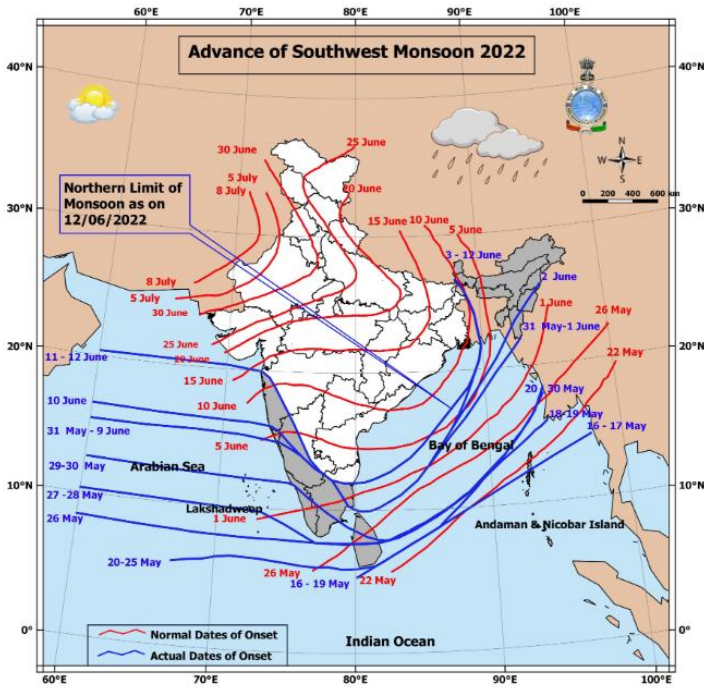 60°E 70°E 80°E 90°E 100°E
Advance of Southwest Monsoon 2022
40°N 40°N
N
W E
S
0 200 400 600 km
25 June
30 June
5 July
8 July
20 June
Northern Limit of
Monsoon as on
12/06/2022
30°N 30°N
15 June
10 June
5 June
3 - 12 June
2 June
8 July
5 July
30 June
1 June
26 May
31 May-1 June
25 June
20 June
22 May
20°N 20°N
11 - 12 June
15 June
10 June
20 - 30 May
10 June
18-19 May
31 May - 9 June
16 - 17 May
5 June
Bay of Bengal
29-30 May
Arabian Sea
10°N 10°N
27 -28 May
Lakshadweep
26 May
1 June
Andaman & Nicobar Island
20-25 May
26 May
16 - 19 May
22 May
0° 0°
Normal Dates of Onset
Actual Dates of Onset
Indian Ocean
60°E 70°E 80°E 90°E 100°E